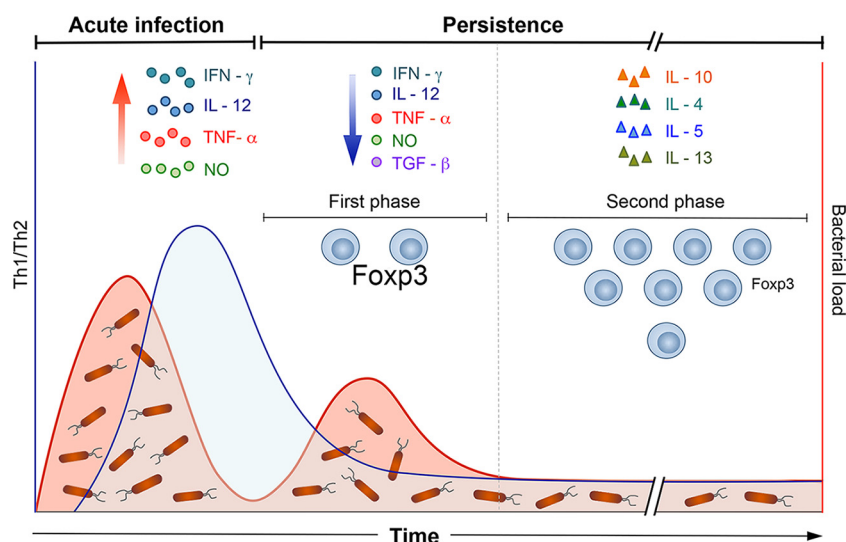 Acute infection
Persistence
IFN - γ
IL - 12
TNF- α
NO
IFN - γ
IL - 12
TNF - α
NO
TGF - β
IL - 10
IL - 4
IL - 5
IL - 13
First phase
Second phase
Foxp3
Foxp3
Th1/Th2
Bacterial load
Time